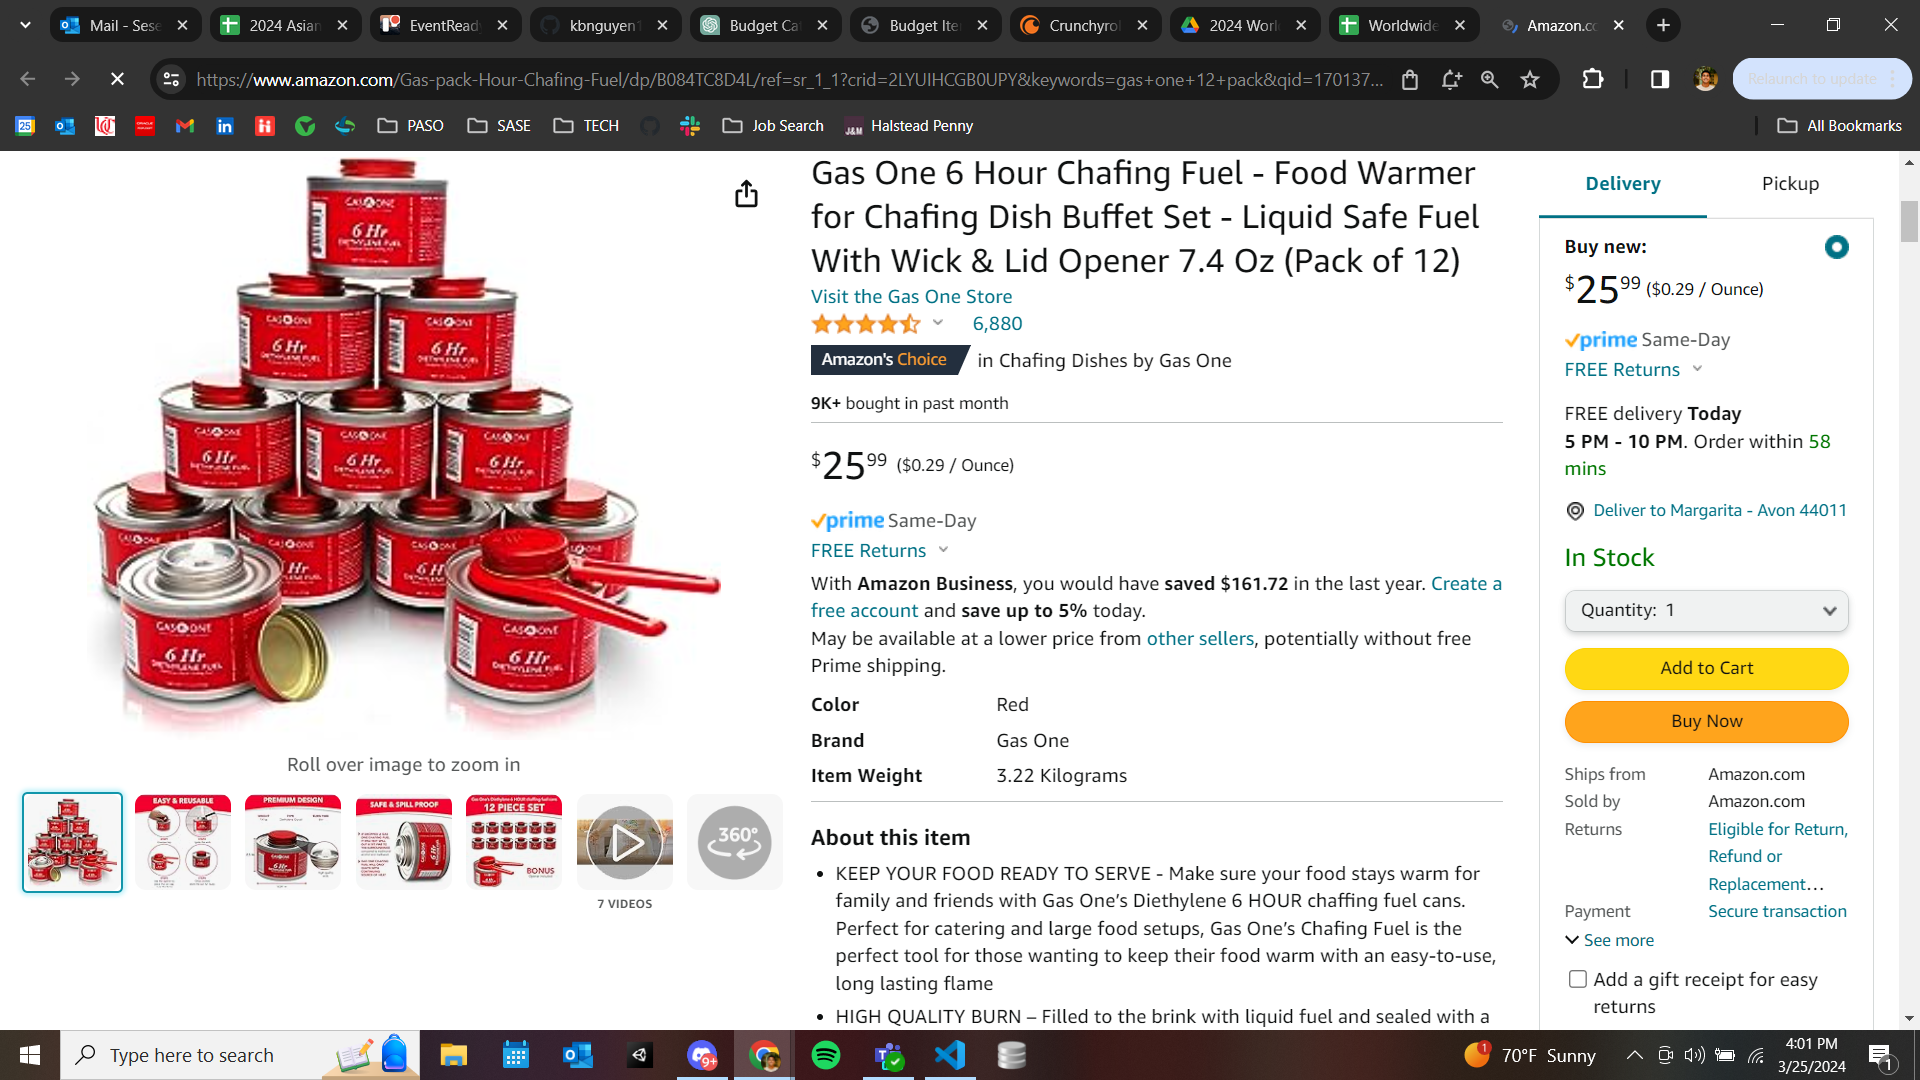 Mail - Sese
2024 Asian
EventReady
kbnguyen1
Budget Cal
Budget Iter
Crunchyrol
2024 Worl
Worldwide
Amazon.co
https://www.amazon.com/Gas-pack-Hour-Chafing-Fuel/dp/B084TC8D4L/ref=sr_1_1?crid=2LYUIHCGB0UPY&keywords=gas+one+12+pack&qid=170137...
Relaunch to update
PASO
SASE
TECH
Job Search
Halstead Penny
All Bookmarks
Gas One 6 Hour Chafing Fuel - Food Warmer
for Chafing Dish Buffet Set - Liquid Safe Fuel
With Wick & Lid Opener 7.4 Oz (Pack of 12)
Visit the Gas One Store
6,880
Amazon's Choice in Chafing Dishes by Gas One
9K+ bought in past month
$25 99 ($0.29 / Ounce)
prime Same-Day
FREE Returns
With Amazon Business, you would have saved $161.72 in the last year. Create a
free account and save up to 5% today.
May be available at a lower price from other sellers, potentially without free
Prime shipping.
Color Red
Brand Gas One
Item Weight 3.22 Kilograms
About this item
• KEEP YOUR FOOD READY TO SERVE - Make sure your food stays warm for
family and friends with Gas One’s Diethylene 6 HOUR chaffing fuel cans.
Perfect for catering and large food setups, Gas One’s Chafing Fuel is the
perfect tool for those wanting to keep their food warm with an easy-to-use,
long lasting flame
• HIGH QUALITY BURN – Filled to the brink with liquid fuel and sealed with a
GAS ONE
6 Hr
DIETHYLENE FUEL
Roll over image to zoom in
EASY & REUSABLE
PREMIUM DESIGN
SAFE & SPILL PROOF
12 PIECE SET
BONUS
360°
7 VIDEOS
Delivery
Pickup
Buy new:
$25 99 ($0.29 / Ounce)
prime Same-Day
FREE Returns
FREE delivery Today
5 PM - 10 PM. Order within 58
mins
Deliver to Margarita - Avon 44011
In Stock
Quantity: 1
Add to Cart
Buy Now
Ships from Amazon.com
Sold by Amazon.com
Returns Eligible for Return,
Refund or
Replacement…
Payment Secure transaction
See more
Add a gift receipt for easy
returns
Type here to search
9+
70°F Sunny
4:01 PM
3/25/2024
1